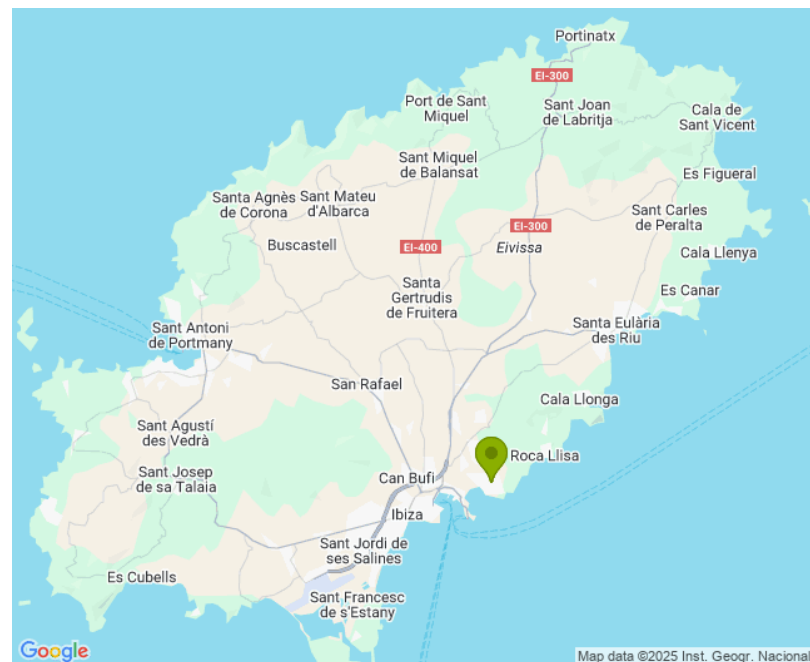 Portinatx
EI-300
Port de Sant
Miquel
Sant Joan
de Labritja
Cala de
Sant Vicent
Sant Miquel
de Balansat
Es Figueral
Santa Agnès
de Corona
Sant Mateu
d'Albarca
Sant Carles
de Peralta
EI-300
Buscastell
EI-400
Eivissa
Cala Llenya
Santa
Gertrudis
de Fruitera
Es Canar
Sant Antoni
de Portmany
Santa Eulària
des Riu
San Rafael
Cala Llonga
Sant Agustí
des Vedrà
Roca Llisa
Sant Josep
de sa Talaia
Can Bufi
Ibiza
Sant Jordi de
ses Salines
Es Cubells
Sant Francesc
de s'Estany
Google
Map data ©2025 Inst. Geogr. Nacional